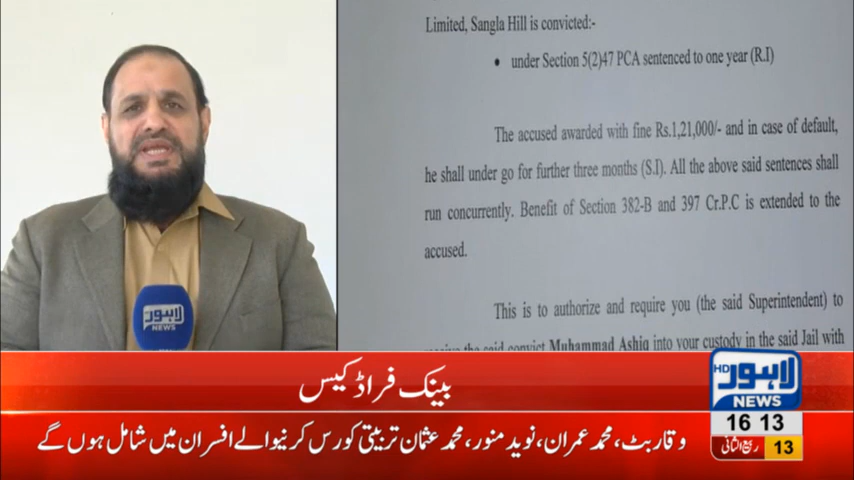 Limited, Sangla Hill is convicted:-
• under Section 5(2)47 PCA sentenced to one year (R.I)
The accused awarded with fine Rs.1,21,000/- and in case of default,
he shall under go for further three months (S.I). All the above said sentences shall
run concurrently. Benefit of Section 382-B and 397 Cr.P.C is extended to the
accused.
This is to authorize and require you (the said Superintendent) to
receive the said convict Muhammad Ashiq into your custody in the said Jail with
لاہور
NEWS
بینک فراڈ کیس
HD
لاہور
NEWS
16 13
13 ربیع الثانی
وقار بٹ، محمد عمران، نوید منور، محمد عثمان تربیتی کورس کرنیوالے افسران میں شامل ہوں گے